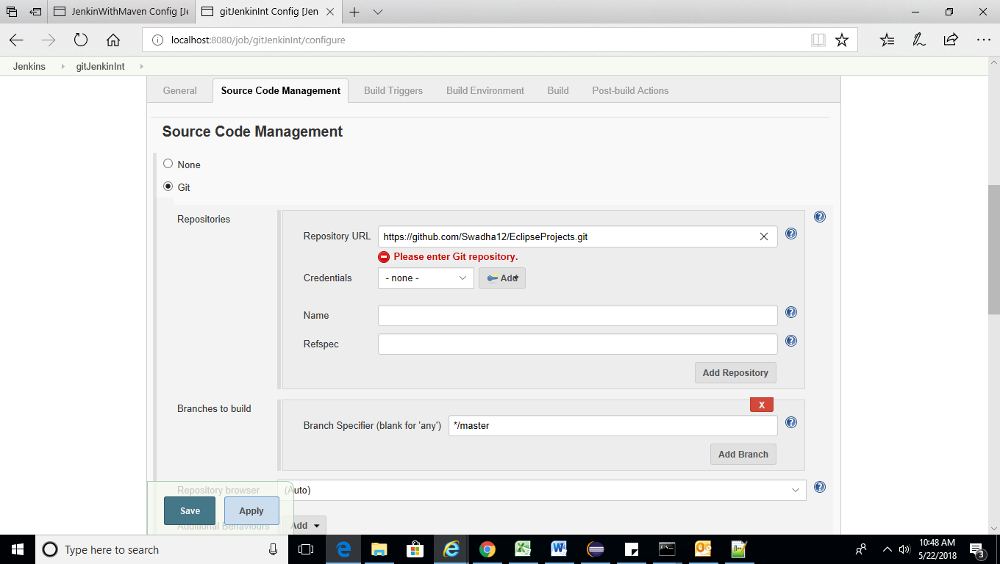 JenkinWithMaven Config [Je
gitJenkinInt Config [Jen
localhost:8080/job/gitJenkinInt/configure
Jenkins
gitJenkinInt
General
Source Code Management
Build Triggers
Build Environment
Build
Post-build Actions
Source Code Management
None
Git
Repositories
Repository URL
https://github.com/Swadha12/EclipseProjects.git
Please enter Git repository.
Credentials
- none -
Add
Name
Refspec
Add Repository
Branches to build
X
Branch Specifier (blank for 'any')
*/master
Add Branch
Repository browser
(Auto)
Save
Apply
Additional Behaviours
Add
Type here to search
10:48 AM
5/22/2018
3